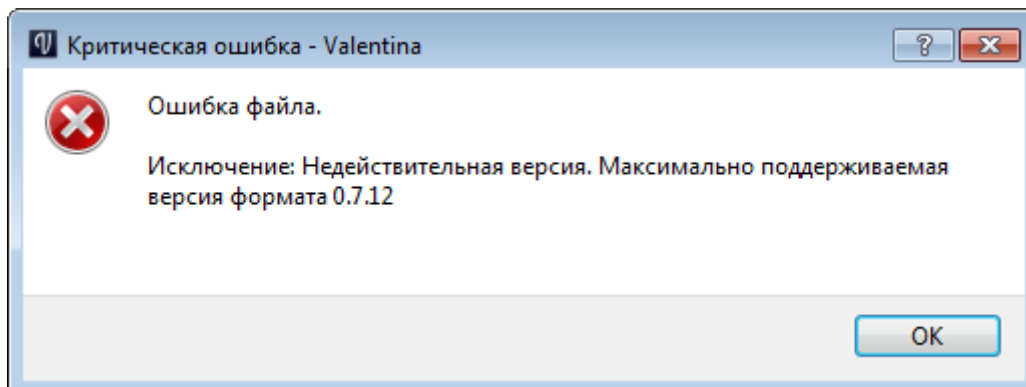 Критическая ошибка - Valentina
?
Ошибка файла.
Исключение: Недействительная версия. Максимально поддерживаемая
версия формата 0.7.12
OK